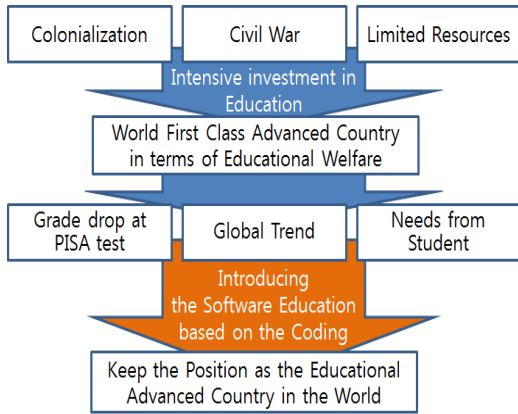 Colonialization
Civil War
Limited Resources
Intensive investment in
Education
World First Class Advanced Country
in terms of Educational Welfare
Grade drop at
PISA test
Global Trend
Needs from
Student
Introducing
the Software Education
based on the Coding
Keep the Position as the Educational
Advanced Country in the World